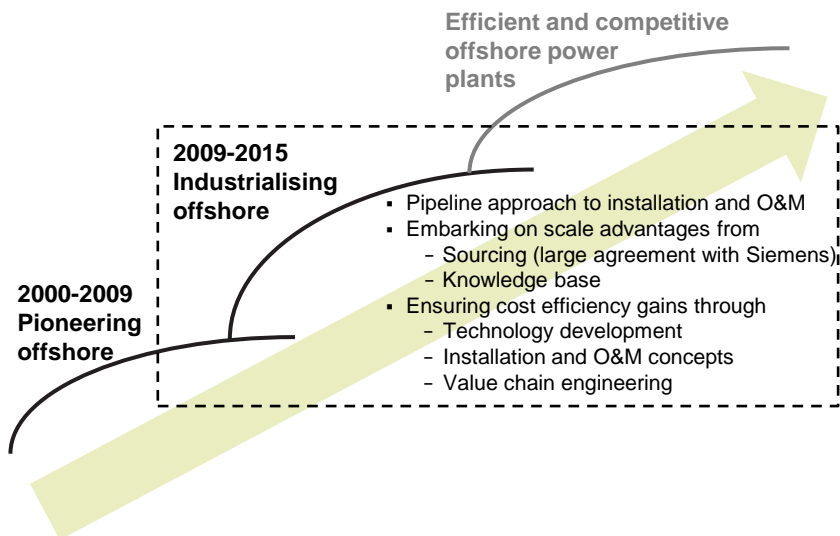 Efficient and competitive
offshore power
plants
2009-2015
Industrialising
offshore
▪ Pipeline approach to installation and O&M
▪ Embarking on scale advantages from
– Sourcing (large agreement with Siemens)
– Knowledge base
▪ Ensuring cost efficiency gains through
– Technology development
– Installation and O&M concepts
– Value chain engineering
2000-2009
Pioneering
offshore